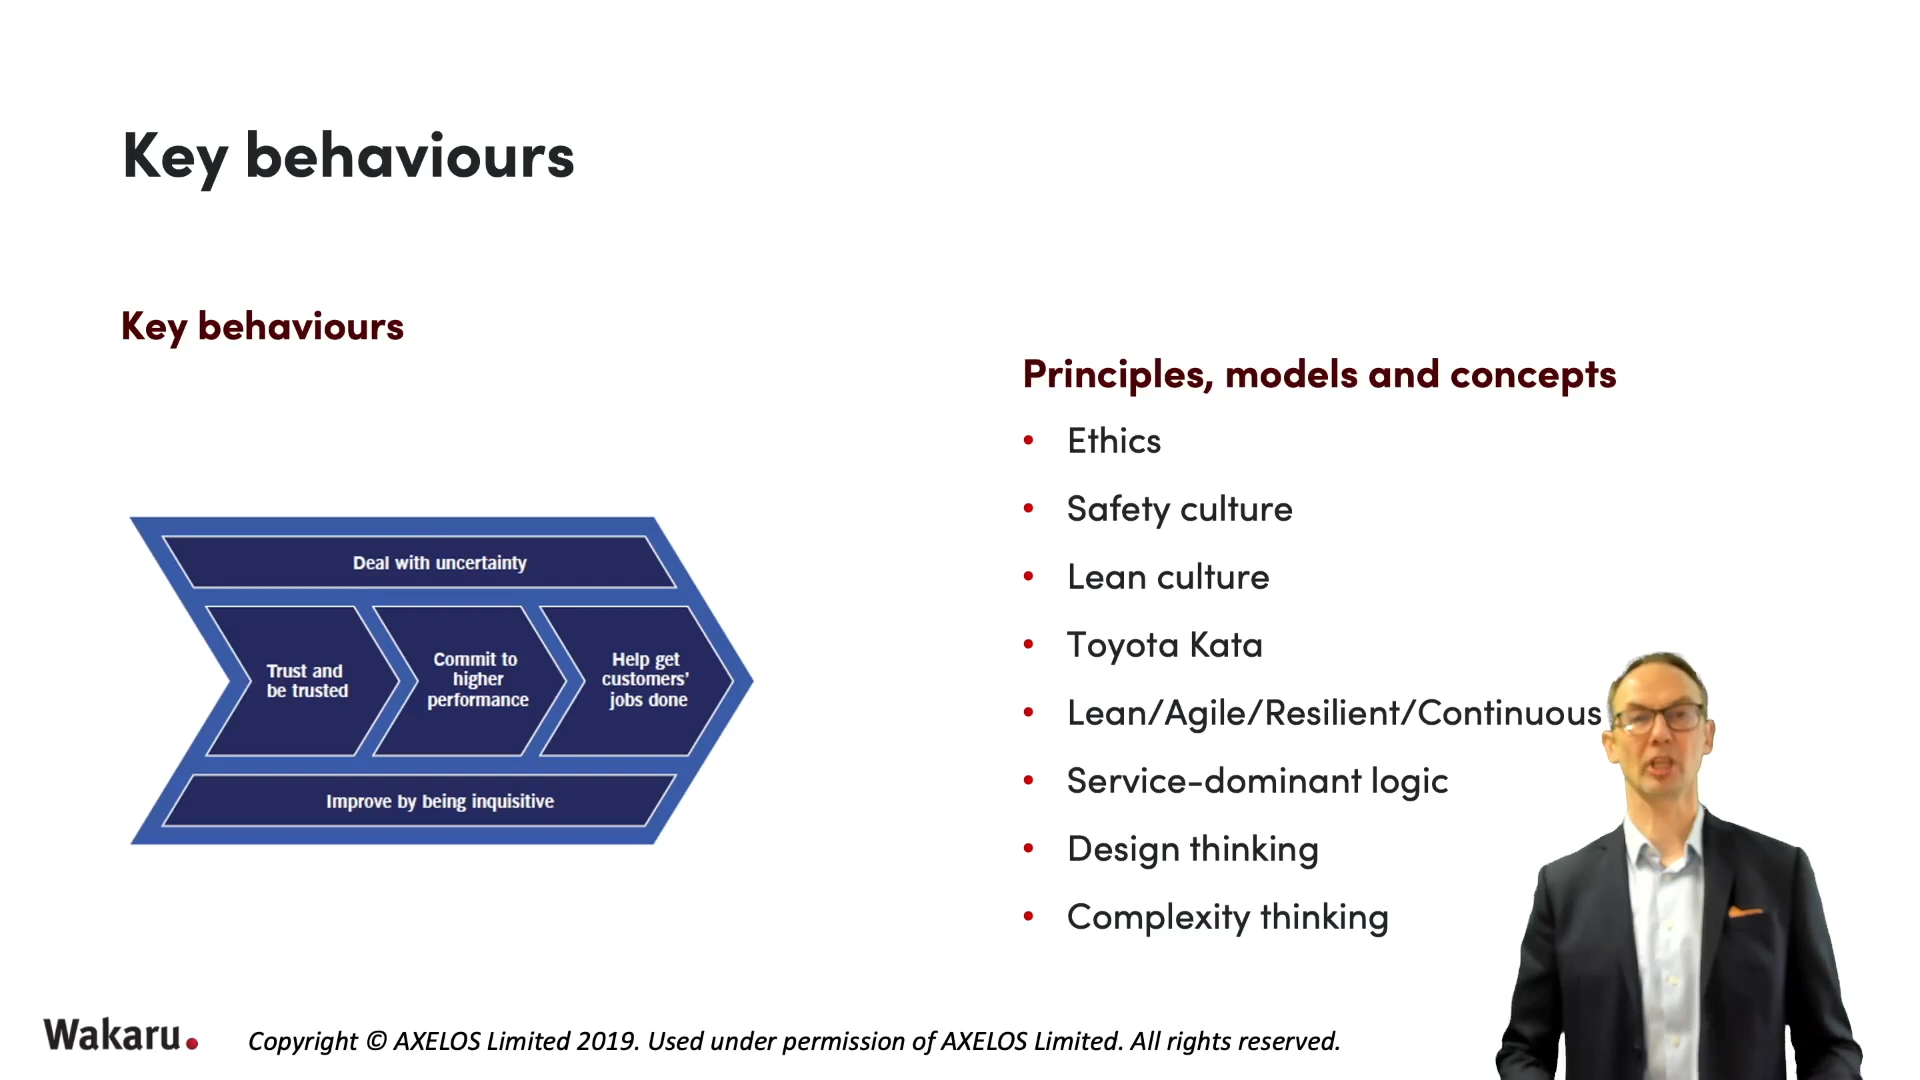 Key behaviours
Key behaviours
Deal with uncertainty
Trust and
be trusted
Commit to
higher
performance
Help get
customers’
jobs done
Improve by being inquisitive
Principles, models and concepts
• Ethics
• Safety culture
• Lean culture
• Toyota Kata
• Lean/Agile/Resilient/Continuous
• Service-dominant logic
• Design thinking
• Complexity thinking
Wakaru.
Copyright © AXELOS Limited 2019. Used under permission of AXELOS Limited. All rights reserved.